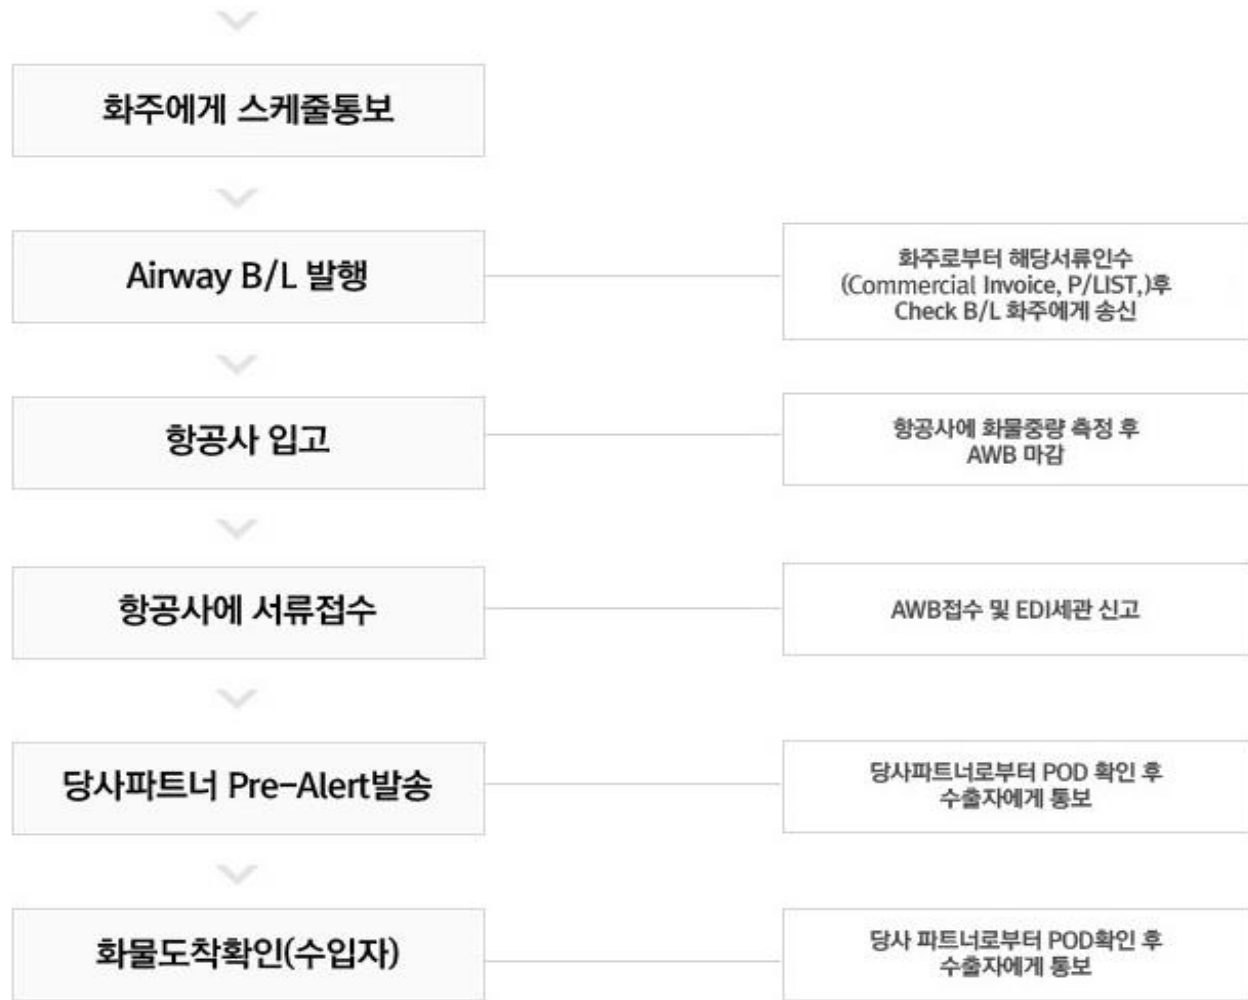 화주에게 스케줄통보
Airway B/L 발행
화주로부터 해당서류인수
(Commercial Invoice, P/LIST,)후
Check B/L 화주에게 송신
항공사 입고
항공사에 화물중량 측정 후
AWB 마감
항공사에 서류접수
AWB접수 및 EDI세관 신고
당사파트너 Pre-Alert발송
당사파트너로부터 POD 확인 후
수출자에게 통보
화물도착확인(수입자)
당사 파트너로부터 POD확인 후
수출자에게 통보